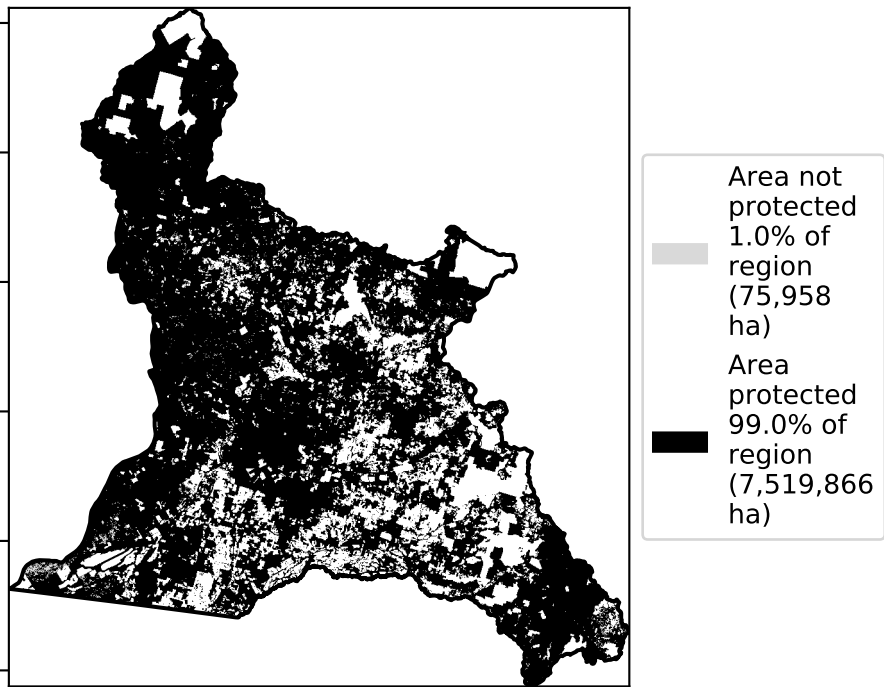 Area not
protected
1.0% of
region
(75,958
ha)
Area
protected
99.0% of
region
(7,519,866
ha)